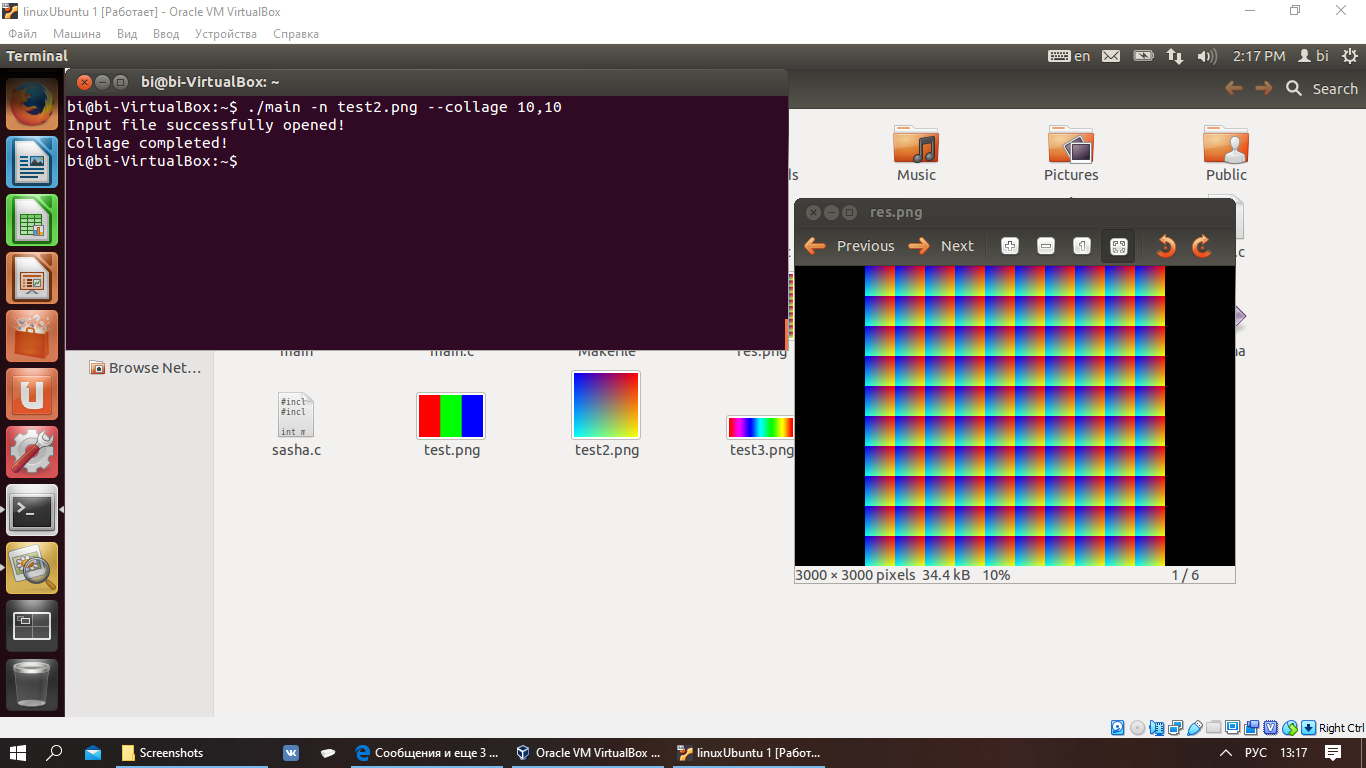 linuxUbuntu 1 [Работает] - Oracle VM VirtualBox
Файл Машина Вид Ввод Устройства Справка
Terminal en 2:17 PM bi
bi@bi-VirtualBox: ~
Search
bi@bi-VirtualBox:~$ ./main -n test2.png --collage 10,10
Input file successfully opened!
Collage completed!
bi@bi-VirtualBox:~$
ls Music Pictures Public
res.png
Previous Next
.c
main main.c Makefile res.png ha
Browse Net...
#incl
#incl
int m
sasha.c test.png test2.png test3.png
3000 × 3000 pixels 34.4 kB 10% 1 / 6
Right Ctrl
Screenshots Сообщения и еще 3 ... Oracle VM VirtualBox ... linuxUbuntu 1 [Работ... РУС 13:17